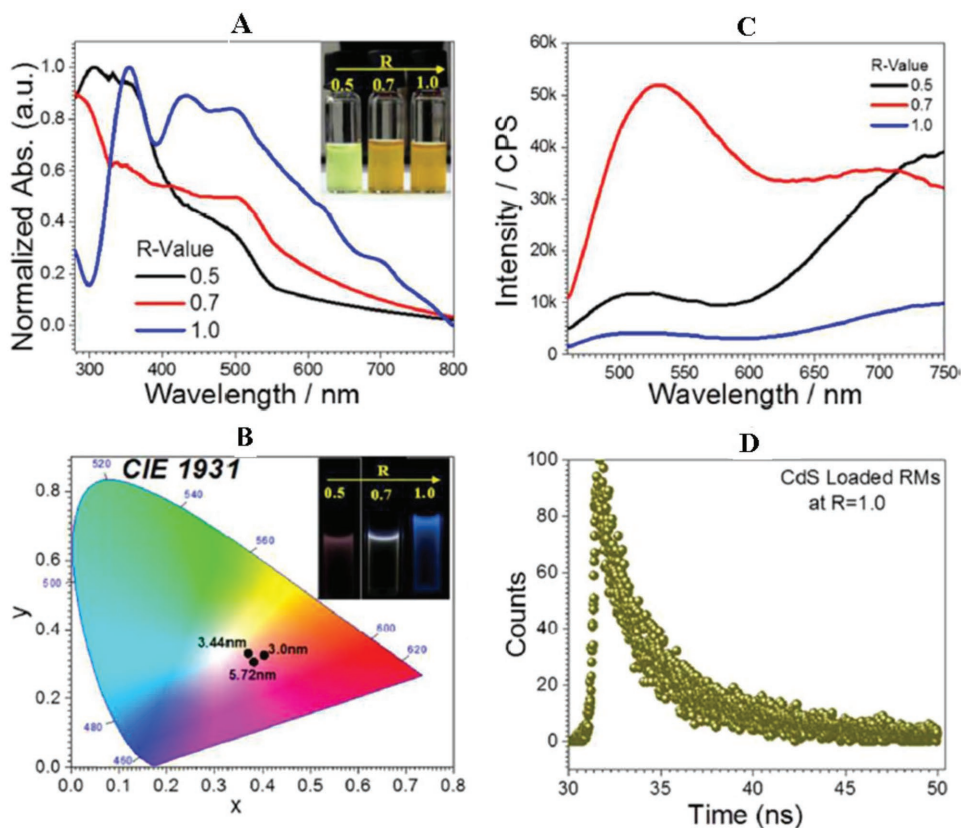 A
Normalized Abs. (a.u.)
1.0
0.8
0.6
0.4
0.2
0.0
R
0.5 0.7 1.0
R-Value
0.5
0.7
1.0
300 400 500 600 700 800
Wavelength / nm
C
Intensity / CPS
60k
50k
40k
30k
20k
10k
0
R-Value
0.5
0.7
1.0
500 550 600 650 700 750
Wavelength / nm
B
CIE 1931
y
0.8
0.6
0.4
0.2
0.0
520
540
560
500
600
620
480
460
3.44nm
3.0nm
5.72nm
R
0.5 0.7 1.0
0.0 0.1 0.2 0.3 0.4 0.5 0.6 0.7 0.8
x
D
Counts
100
80
60
40
20
0
CdS Loaded RMs
at R=1.0
30 35 40 45 50
Time (ns)